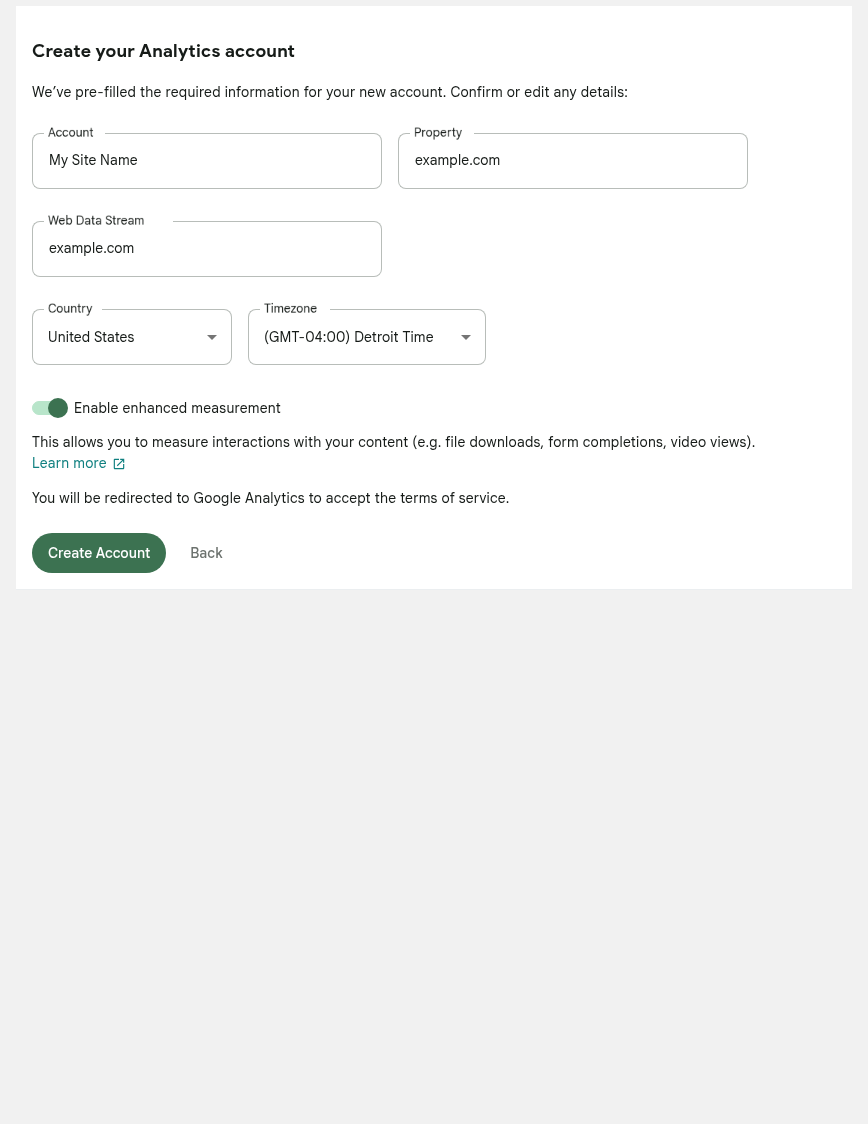 Create your Analytics account
We’ve pre-filled the required information for your new account. Confirm or edit any details:
Account
My Site Name
Property
example.com
Web Data Stream
example.com
Country
United States
Timezone
(GMT-04:00) Detroit Time
Enable enhanced measurement
This allows you to measure interactions with your content (e.g. file downloads, form completions, video views).
Learn more
You will be redirected to Google Analytics to accept the terms of service.
Create Account
Back